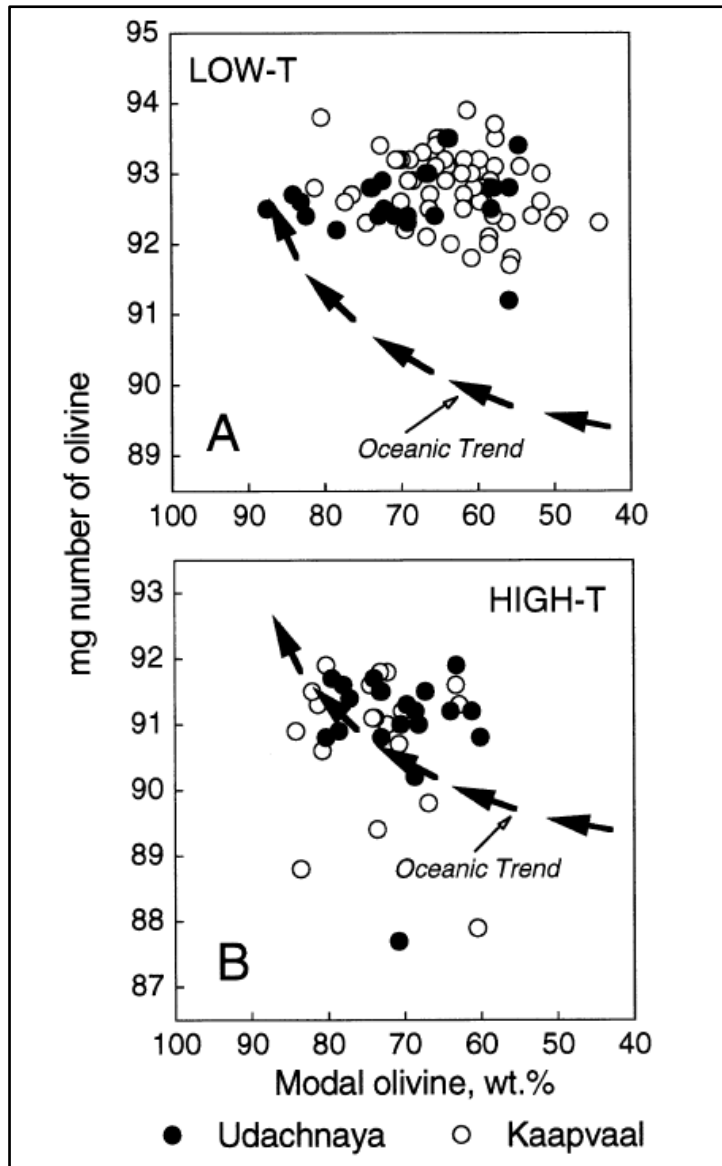 mg number of olivine
95
94
93
92
91
90
89
LOW-T
A
Oceanic Trend
100 90 80 70 60 50 40
93
92
91
90
89
88
87
HIGH-T
Oceanic Trend
B
100 90 80 70 60 50 40
Modal olivine, wt.%
Udachnaya Kaapvaal